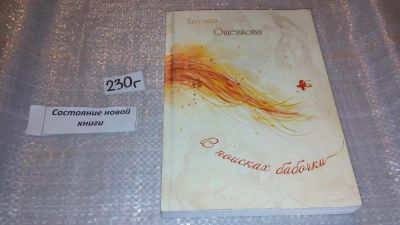 Евгения
Ощепкова
230г
Состояние новой
книги
В поисках бабочки